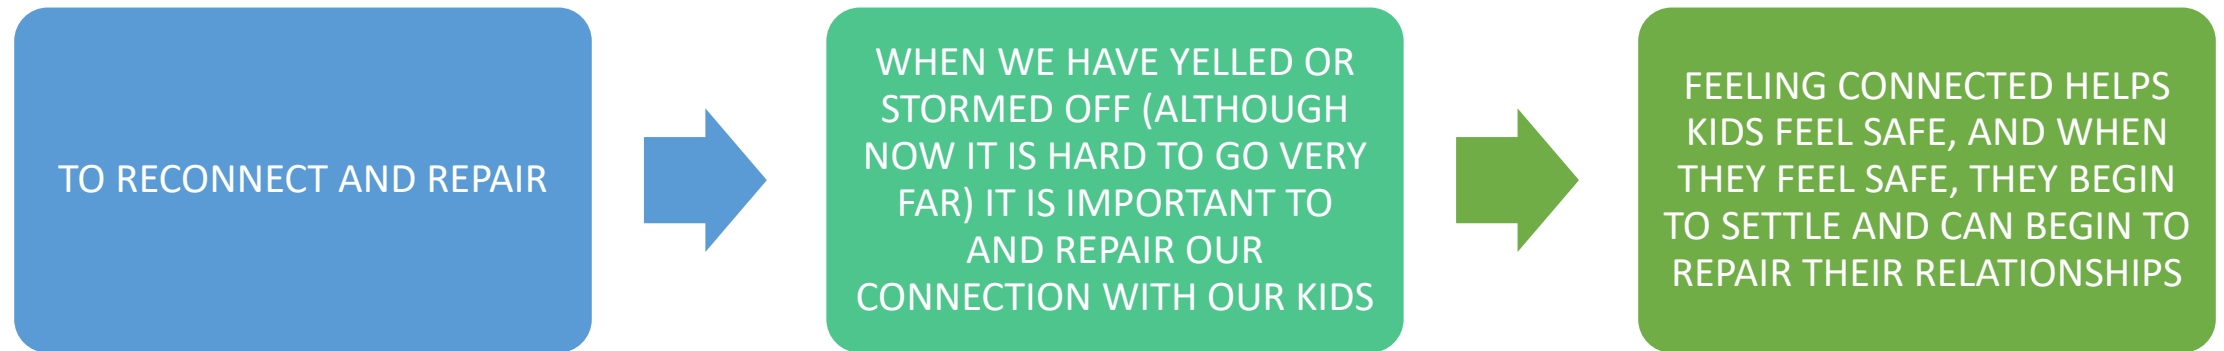 TO RECONNECT AND REPAIR
WHEN WE HAVE YELLED OR
STORMED OFF (ALTHOUGH
NOW IT IS HARD TO GO VERY
FAR) IT IS IMPORTANT TO
AND REPAIR OUR
CONNECTION WITH OUR KIDS
FEELING CONNECTED HELPS
KIDS FEEL SAFE, AND WHEN
THEY FEEL SAFE, THEY BEGIN
TO SETTLE AND CAN BEGIN TO
REPAIR THEIR RELATIONSHIPS